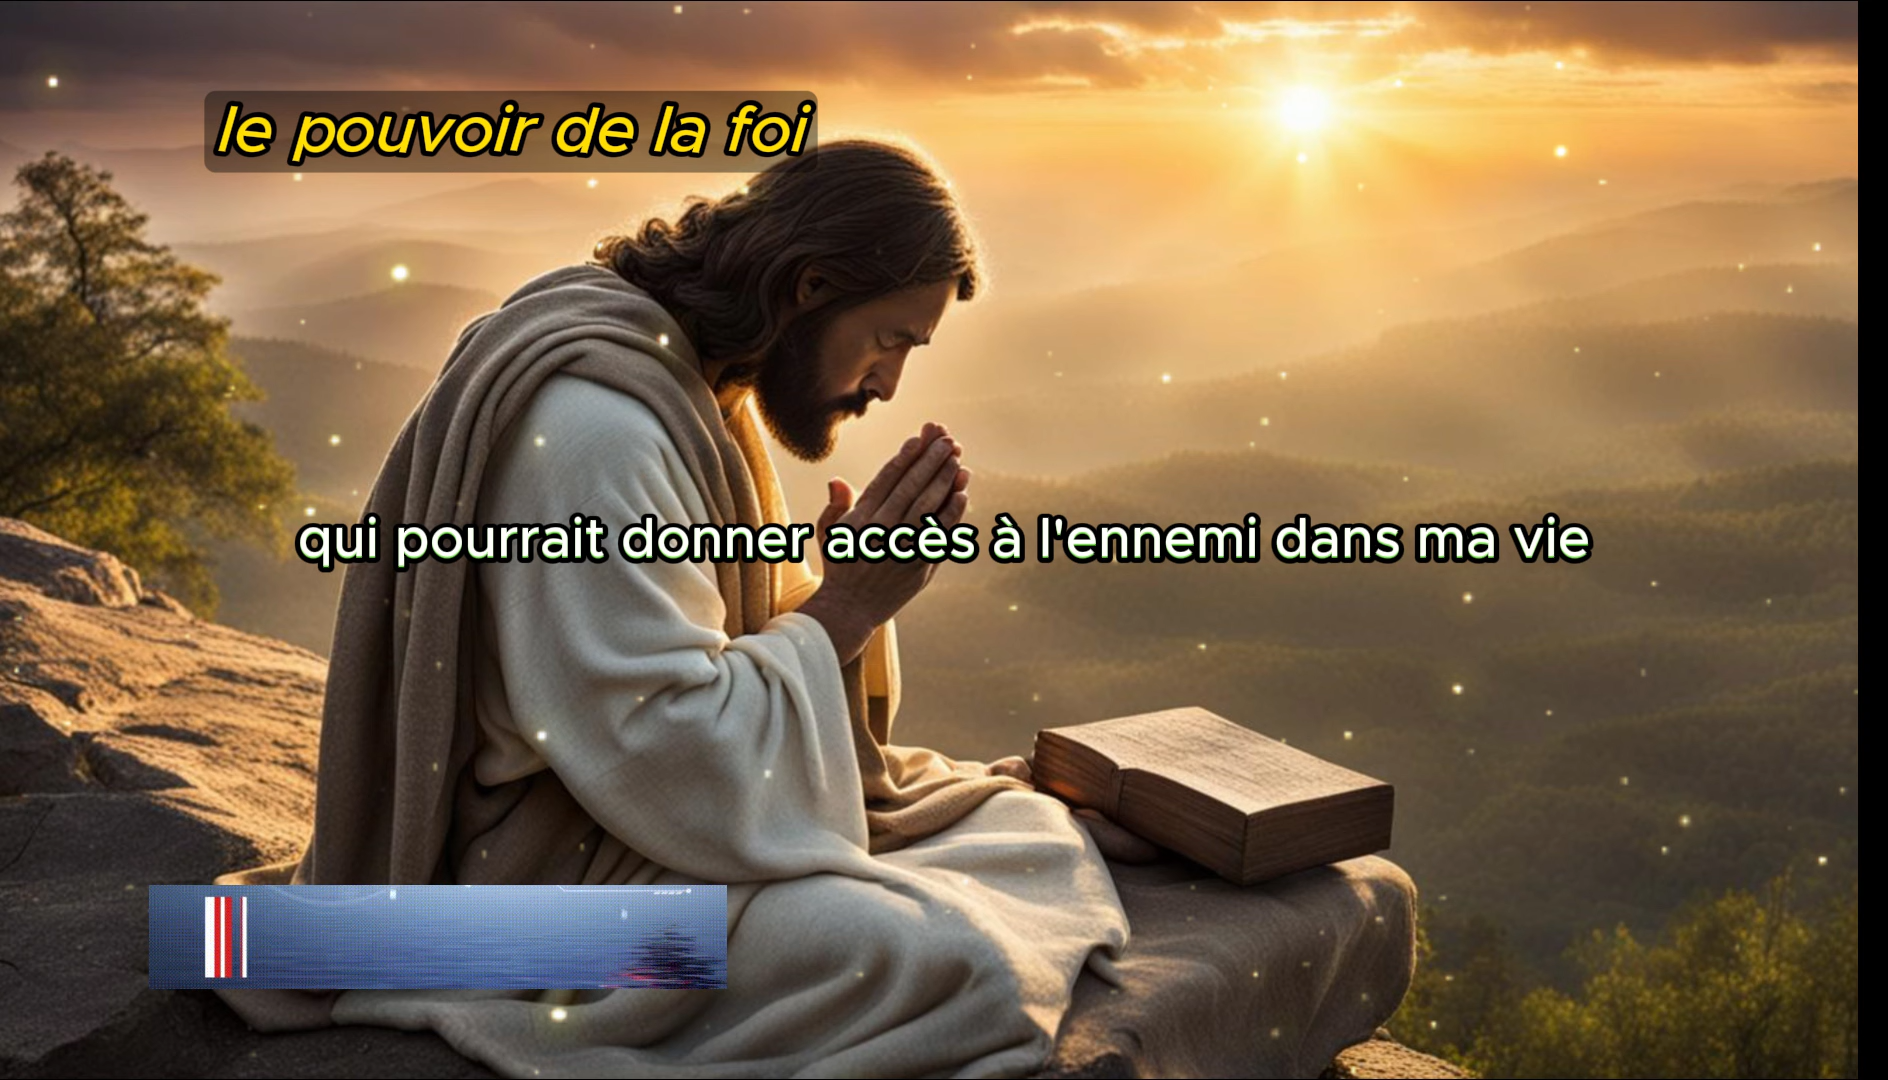 le pouvoir de la foi
qui pourrait donner accès à l'ennemi dans ma vie